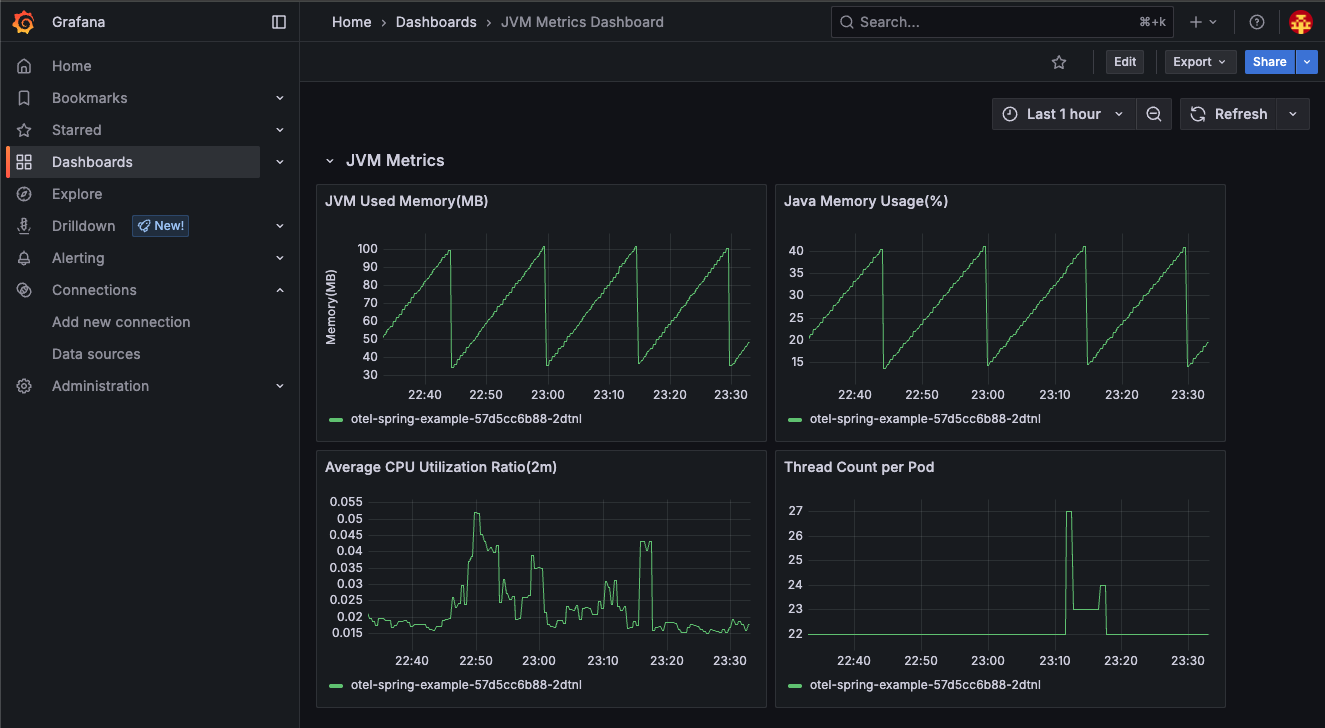 Grafana
Home › Dashboards › JVM Metrics Dashboard
Search... ⌘+k
Edit
Export
Share
Home
Bookmarks
Starred
Dashboards
Explore
Drilldown New!
Alerting
Connections
Add new connection
Data sources
Administration
Last 1 hour
Refresh
JVM Metrics
JVM Used Memory(MB)
Memory(MB)
100
90
80
70
60
50
40
30
22:40 22:50 23:00 23:10 23:20 23:30
otel-spring-example-57d5cc6b88-2dtnl
Java Memory Usage(%)
40
35
30
25
20
15
22:40 22:50 23:00 23:10 23:20 23:30
otel-spring-example-57d5cc6b88-2dtnl
Average CPU Utilization Ratio(2m)
0.055
0.05
0.045
0.04
0.035
0.03
0.025
0.02
0.015
22:40 22:50 23:00 23:10 23:20 23:30
otel-spring-example-57d5cc6b88-2dtnl
Thread Count per Pod
27
26
25
24
23
22
22:40 22:50 23:00 23:10 23:20 23:30
otel-spring-example-57d5cc6b88-2dtnl